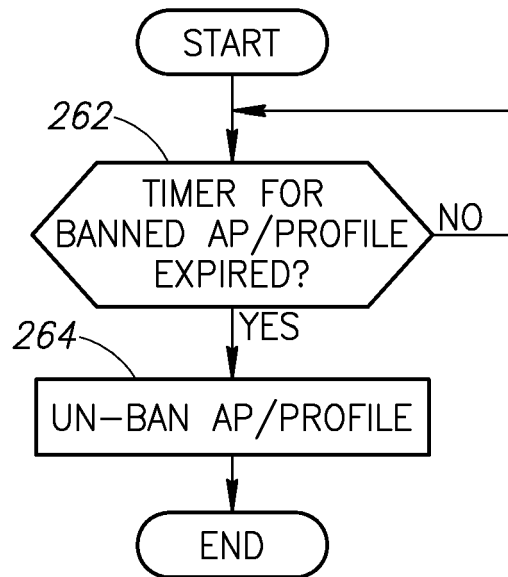 START
262
TIMER FOR
BANNED AP/PROFILE
EXPIRED?
NO
YES
264
UN-BAN AP/PROFILE
END